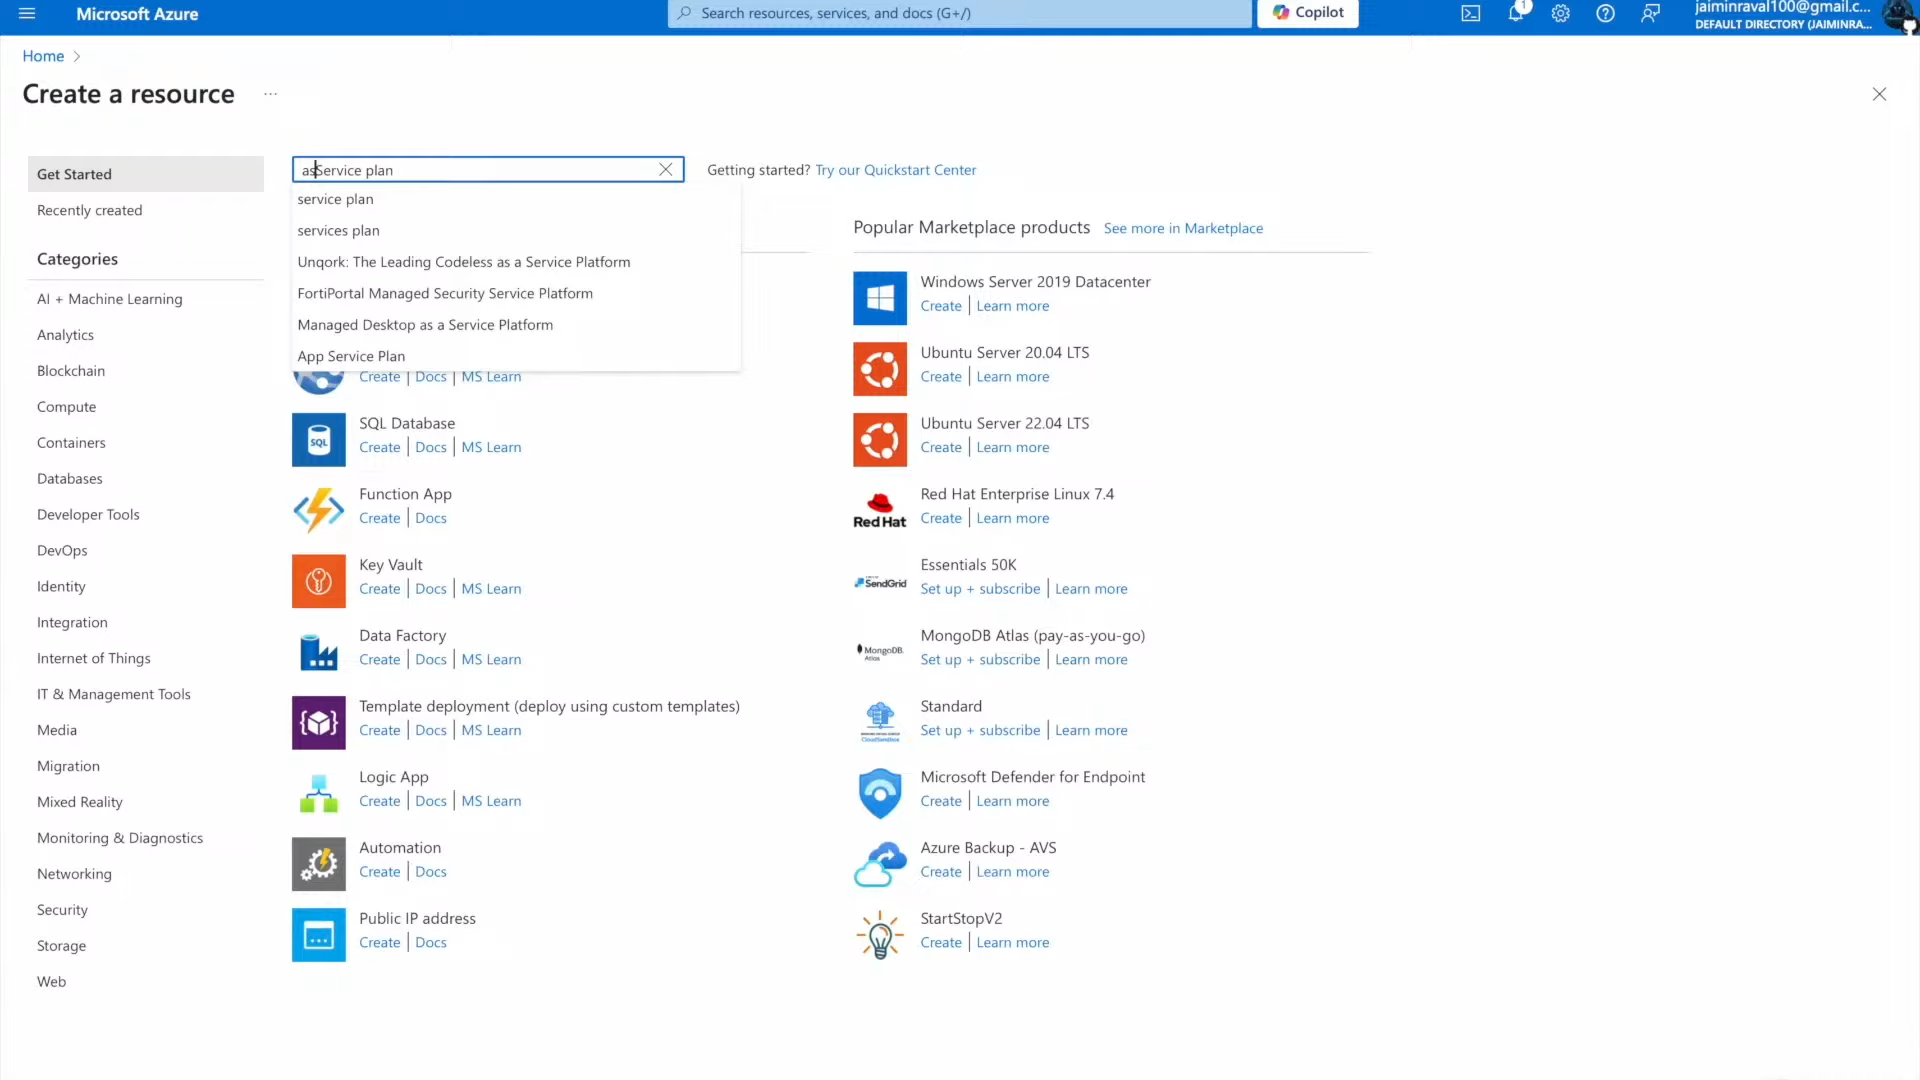 Microsoft Azure
Search resources, services, and docs (G+/)
Copilot
1
jaiminraval100@gmail.c...
DEFAULT DIRECTORY (JAIMINRA...
Home
Create a resource
...
Get Started
Recently created
Categories
AI + Machine Learning
Analytics
Blockchain
Compute
Containers
Databases
Developer Tools
DevOps
Identity
Integration
Internet of Things
IT & Management Tools
Media
Migration
Mixed Reality
Monitoring & Diagnostics
Networking
Security
Storage
Web
asService plan
Getting started? Try our Quickstart Center
service plan
services plan
Unqork: The Leading Codeless as a Service Platform
FortiPortal Managed Security Service Platform
Managed Desktop as a Service Platform
App Service Plan
Create | Docs | MS Learn
SQL
SQL Database
Create | Docs | MS Learn
Function App
Create | Docs
Key Vault
Create | Docs | MS Learn
Data Factory
Create | Docs | MS Learn
Template deployment (deploy using custom templates)
Create | Docs | MS Learn
Logic App
Create | Docs | MS Learn
Automation
Create | Docs
Public IP address
Create | Docs
Popular Marketplace products See more in Marketplace
Windows Server 2019 Datacenter
Create | Learn more
Ubuntu Server 20.04 LTS
Create | Learn more
Ubuntu Server 22.04 LTS
Create | Learn more
Red Hat
Red Hat Enterprise Linux 7.4
Create | Learn more
SendGrid
Essentials 50K
Set up + subscribe | Learn more
MongoDB.
Atlas
MongoDB Atlas (pay-as-you-go)
Set up + subscribe | Learn more
Standard
Set up + subscribe | Learn more
Microsoft Defender for Endpoint
Create | Learn more
Azure Backup - AVS
Create | Learn more
StartStopV2
Create | Learn more